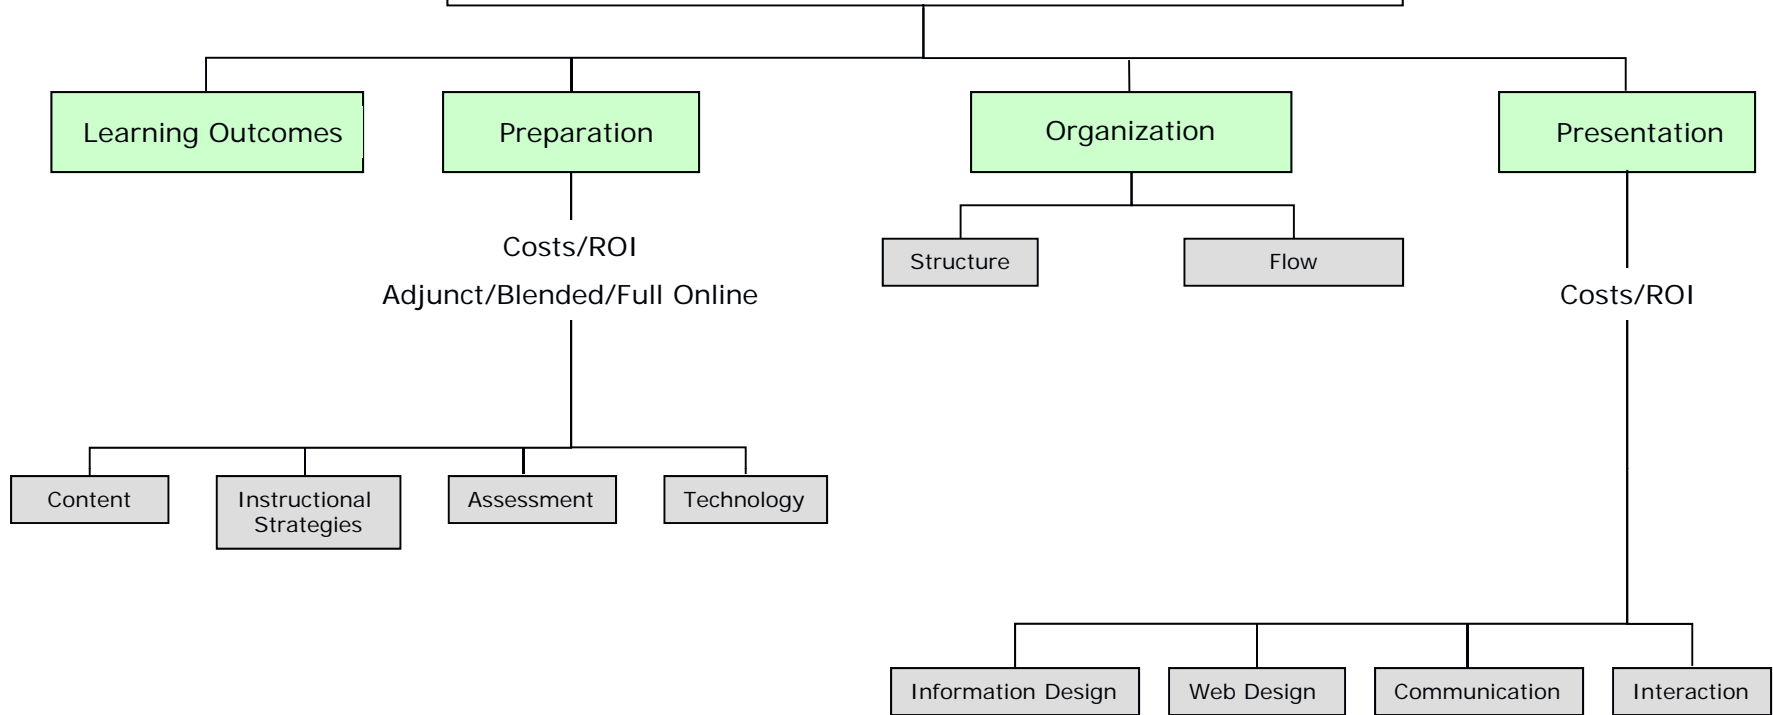 Learning Outcomes
Preparation
Organization
Presentation
Costs/ROI
Adjunct/Blended/Full Online
Structure
Flow
Costs/ROI
Content
Instructional
Strategies
Assessment
Technology
Information Design
Web Design
Communication
Interaction